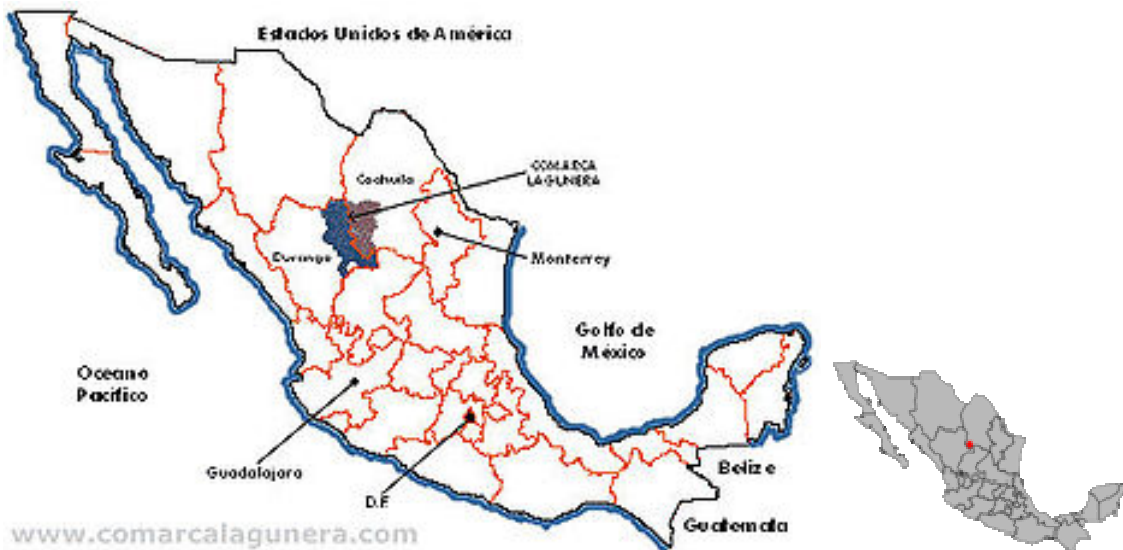 Estados Unidos de América
COMARCA
LAGUNERA
Coahuila
Durango
Monterrey
Golfo de
México
Oceano
Pacífico
Guadalajara
D.F.
Belize
Guatemala
www.comarcalagunera.com